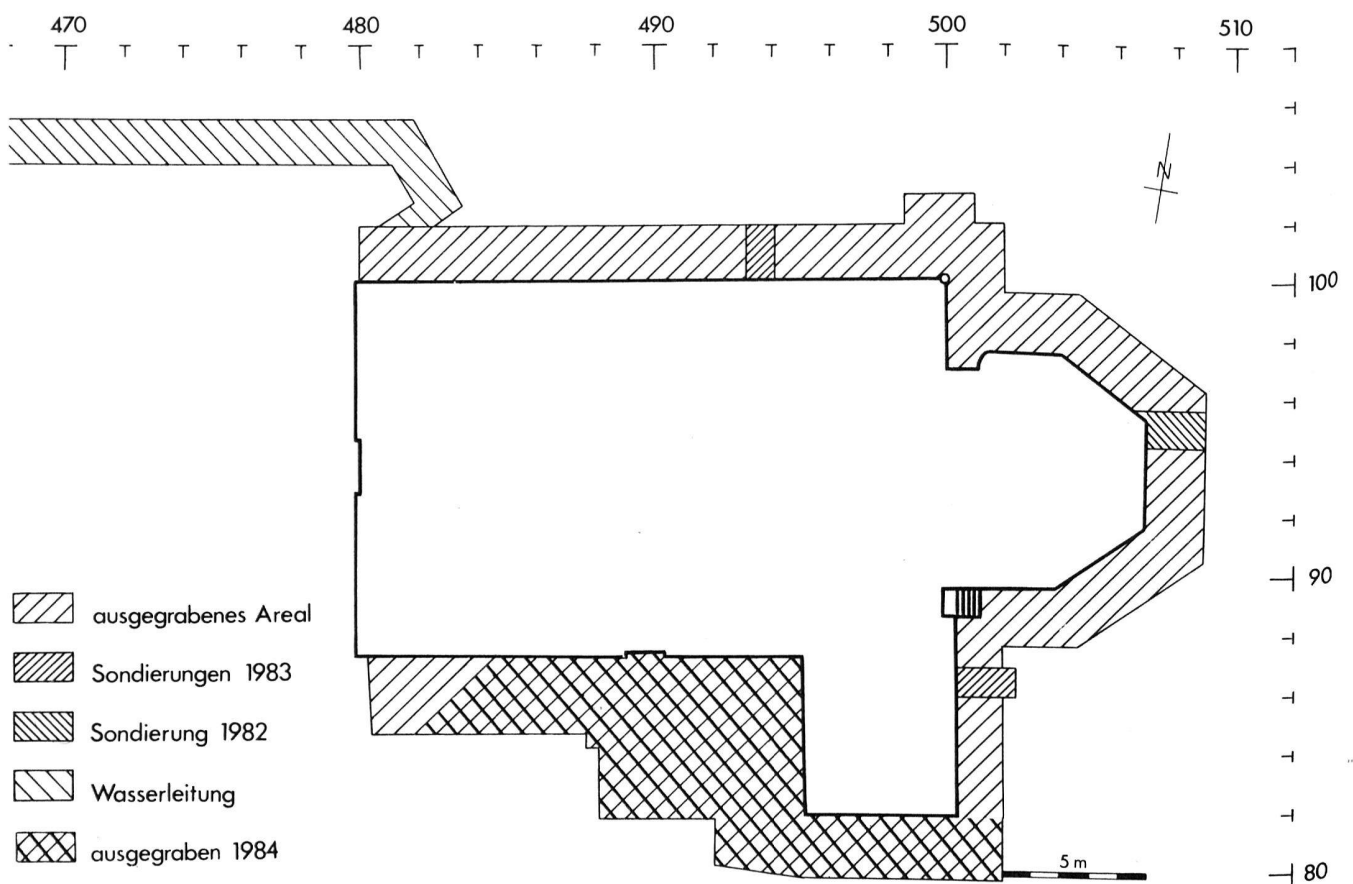 470 480 490 500 510
N
100
90
ausgegrabenes Areal
Sondierungen 1983
Sondierung 1982
Wasserleitung
ausgegraben 1984
5 m
80